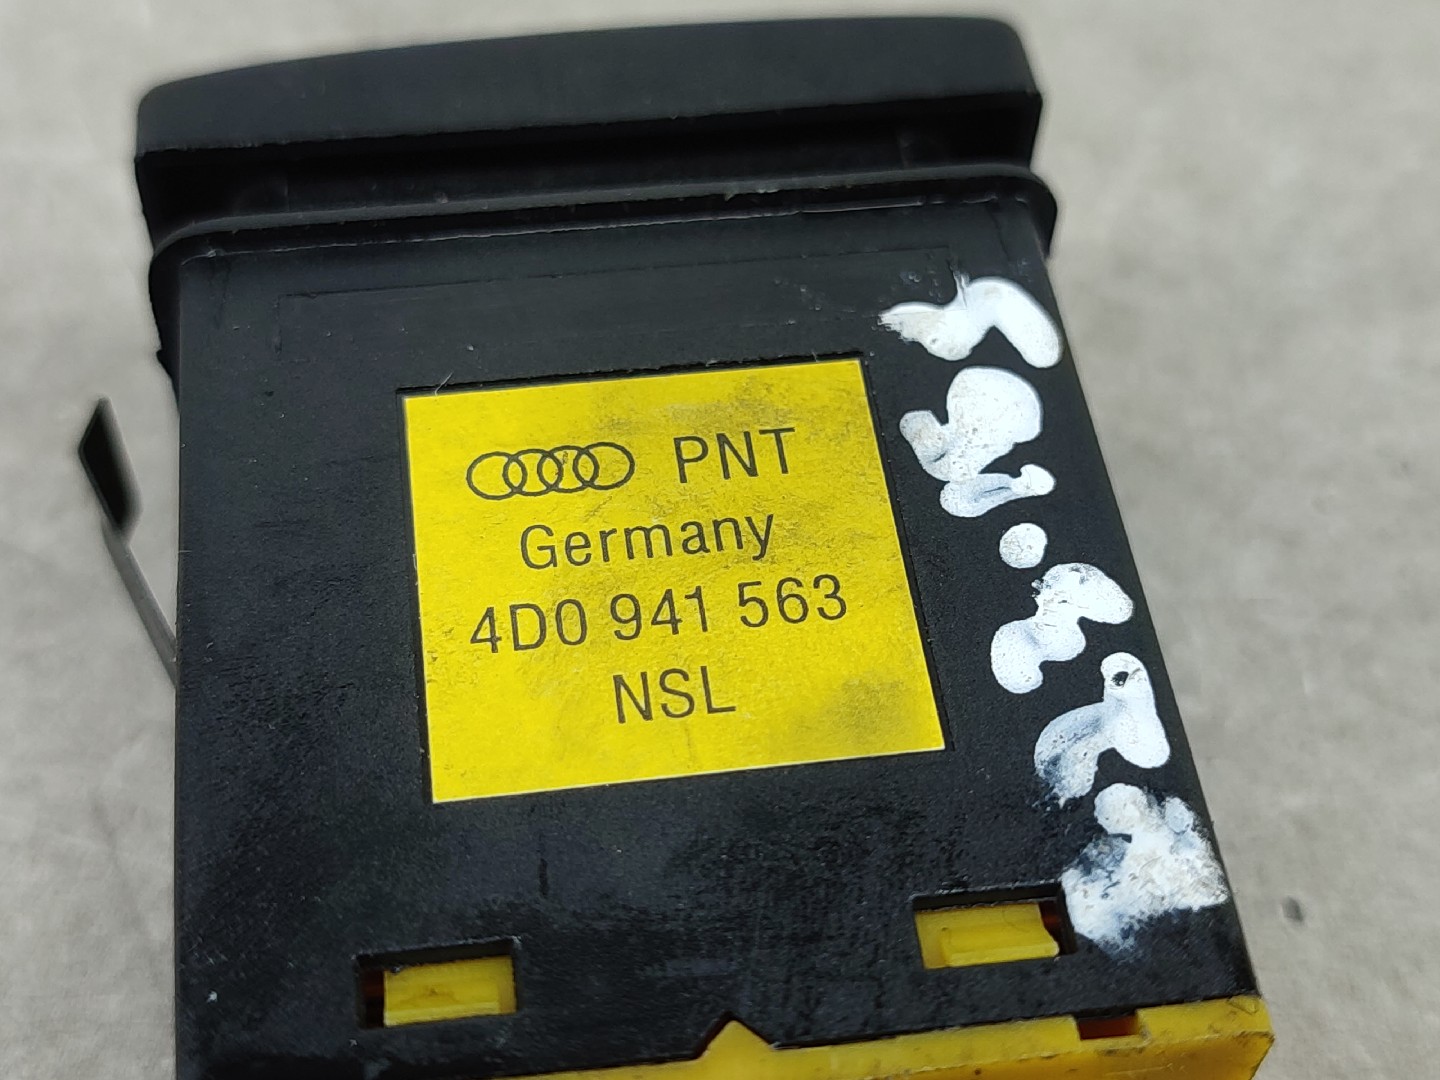 PNT
Germany
4D0 941 563
NSL